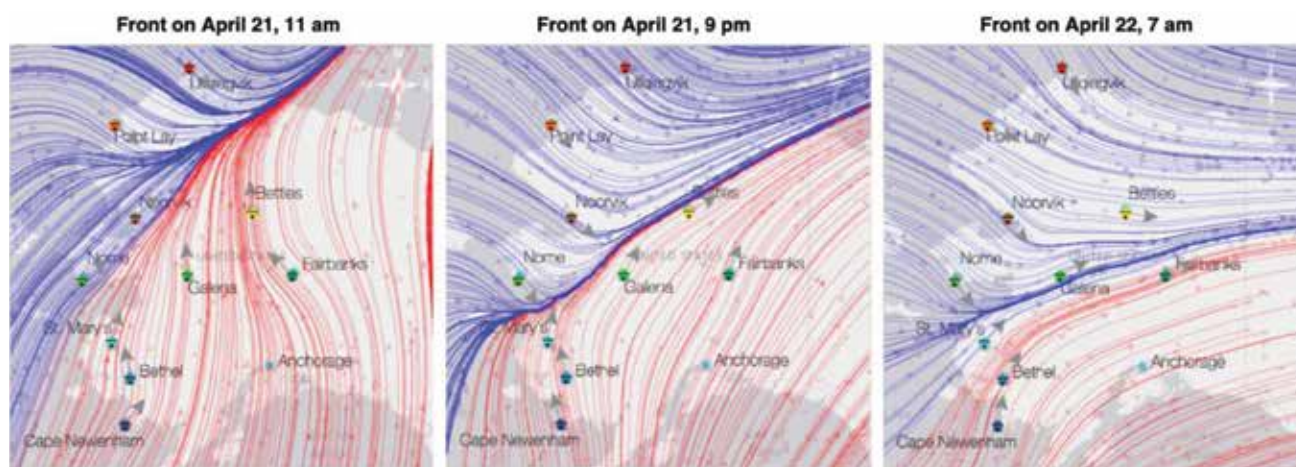 Front on April 21, 11 am
Point Lay
Noorvik
Bettles
Nome
Galena
Fairbanks
St. Mary's
Anchorage
Bethel
Cape Newenham
Front on April 21, 9 pm
Point Lay
Noorvik
Nome
UNITED STATES
Galena
Fairbanks
St. Mary's
Anchorage
Bethel
Cape Newenham
Front on April 22, 7 am
Point Lay
Noorvik
Bettles
Nome
Galena
Fairbanks
St. Mary's
Anchorage
Bethel
Cape Newenham